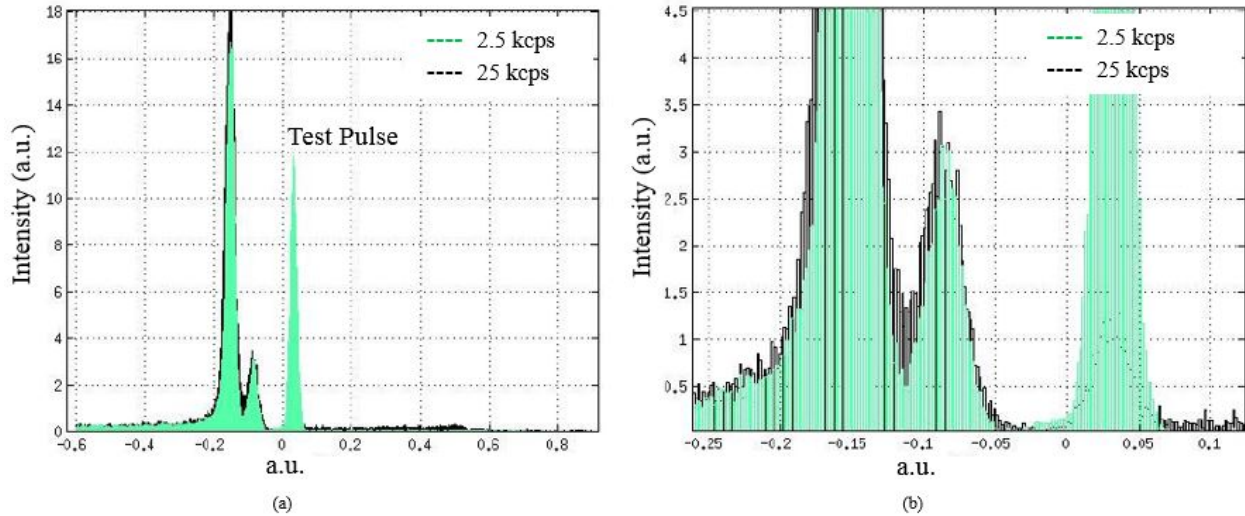 (a)
18
16
14
12
10
8
6
4
2
0
Intensity (a.u.)
2.5 kcps
25 kcps
Test Pulse
-0.6
-0.4
-0.2
0
0.2
0.4
0.6
0.8
a.u.
(a)
(b)
4.5
4
3.5
3
2.5
2
1.5
1
0.5
Intensity (a.u.)
2.5 kcps
25 kcps
-0.25
-0.2
-0.15
-0.1
-0.05
0
0.05
0.1
a.u.
(b)